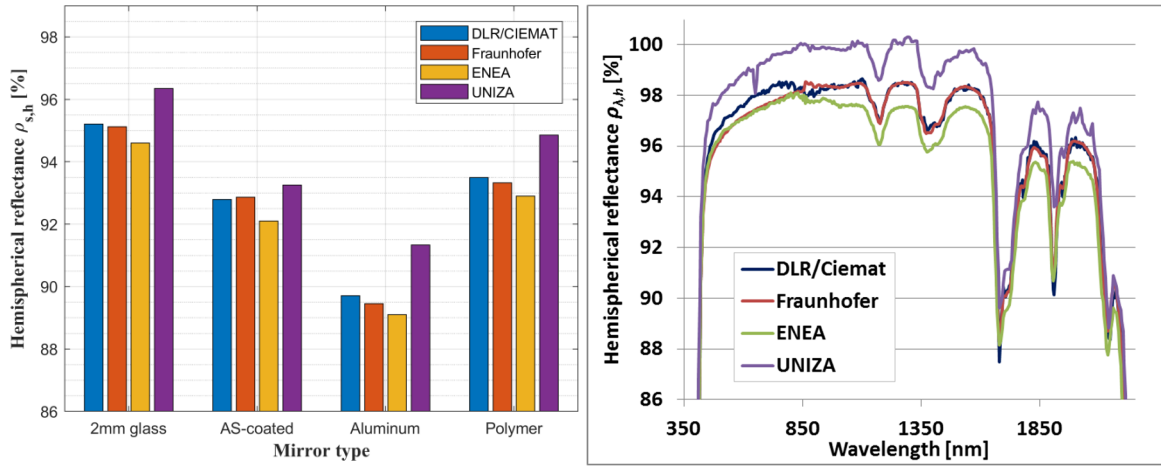 Hemispherical reflectance ρs,h [%]
98
96
94
92
90
88
86
DLR/CIEMAT
Fraunhofer
ENEA
UNIZA
2mm glass AS-coated Aluminum Polymer
Mirror type
Hemispherical reflectance ρλ,h [%]
100
98
96
94
92
90
88
86
DLR/Ciemat
Fraunhofer
ENEA
UNIZA
350 850 1350 1850
Wavelength [nm]